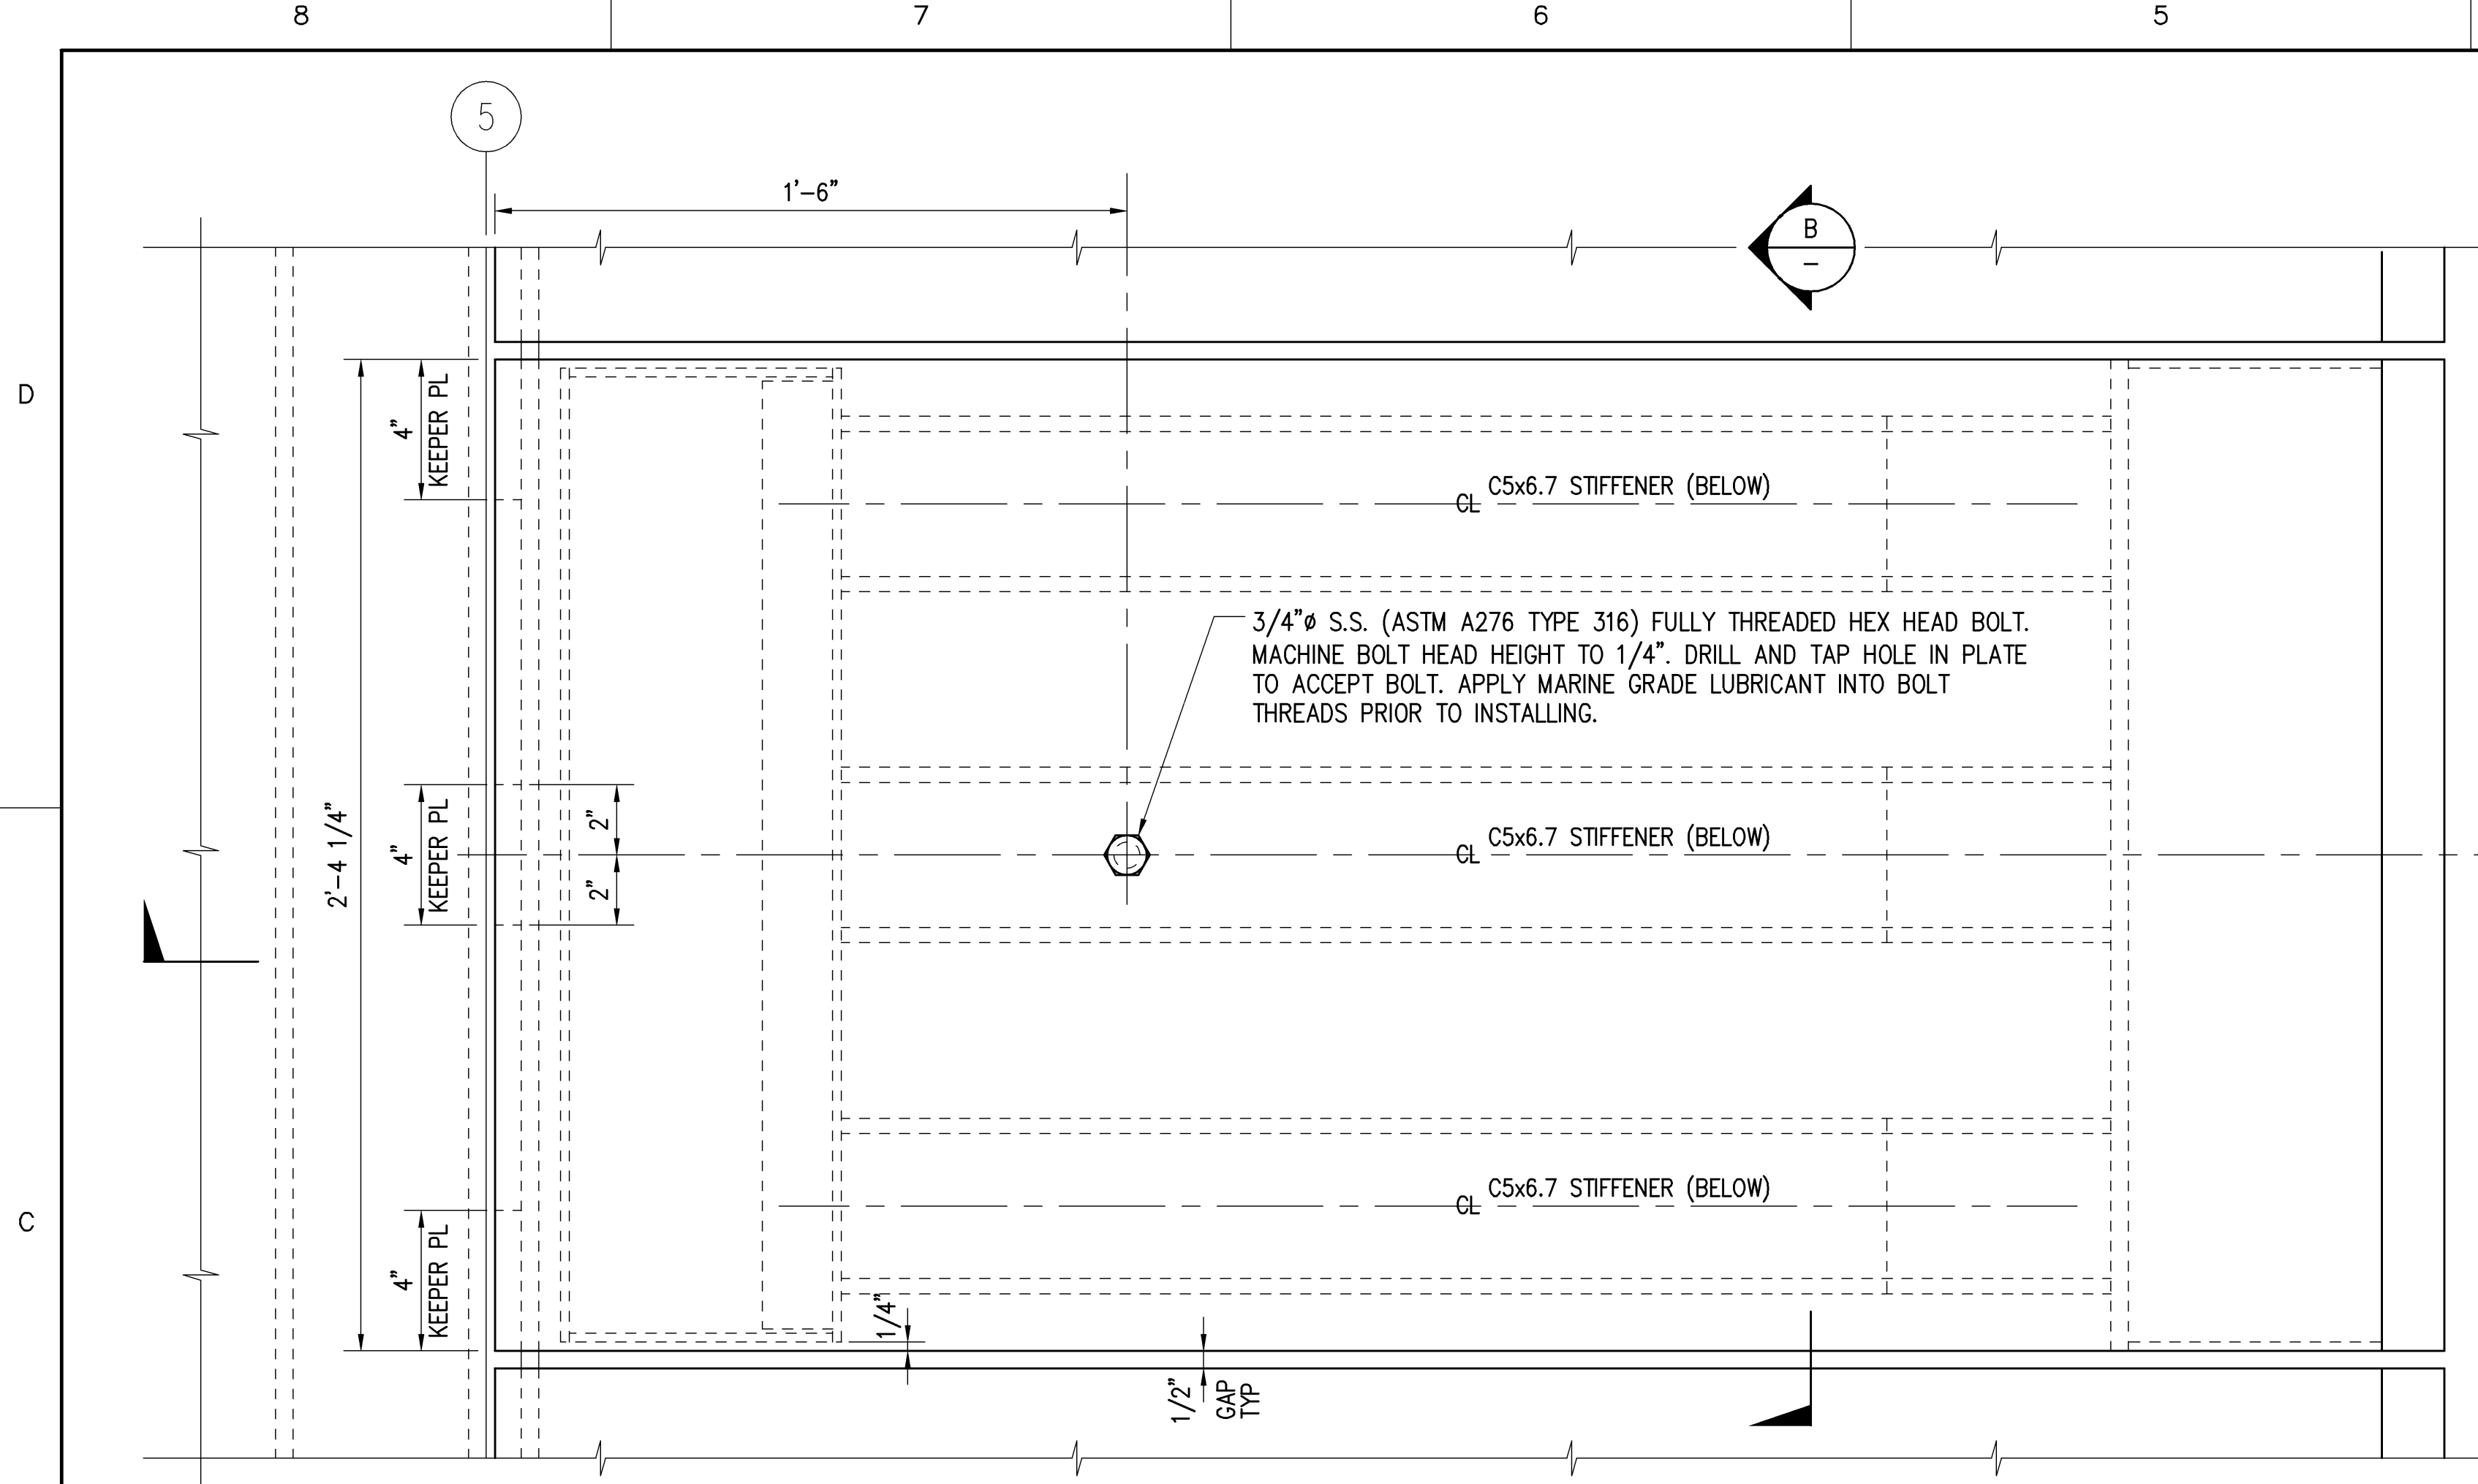 8
7
6
5
5
1'-6"
B
-
D
4"
KEEPER PL
C5x6.7 STIFFENER (BELOW)
CL
3/4"ø S.S. (ASTM A276 TYPE 316) FULLY THREADED HEX HEAD BOLT.
MACHINE BOLT HEAD HEIGHT TO 1/4". DRILL AND TAP HOLE IN PLATE
TO ACCEPT BOLT. APPLY MARINE GRADE LUBRICANT INTO BOLT
THREADS PRIOR TO INSTALLING.
2'-4 1/4"
4"
KEEPER PL
2"
2"
C5x6.7 STIFFENER (BELOW)
CL
C5x6.7 STIFFENER (BELOW)
CL
C
4"
KEEPER PL
1/4"
1/2"
GAP
TYP